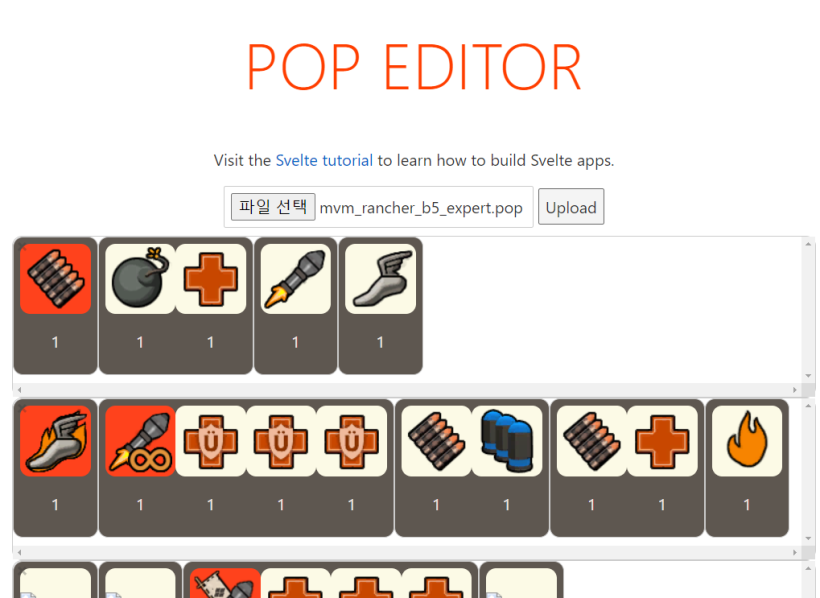 POP EDITOR
Visit the Svelte tutorial to learn how to build Svelte apps.
파일 선택 mvm_rancher_b5_expert.pop Upload
1 1 1 1 1
1 1 1 1 1 1 1 1 1 1